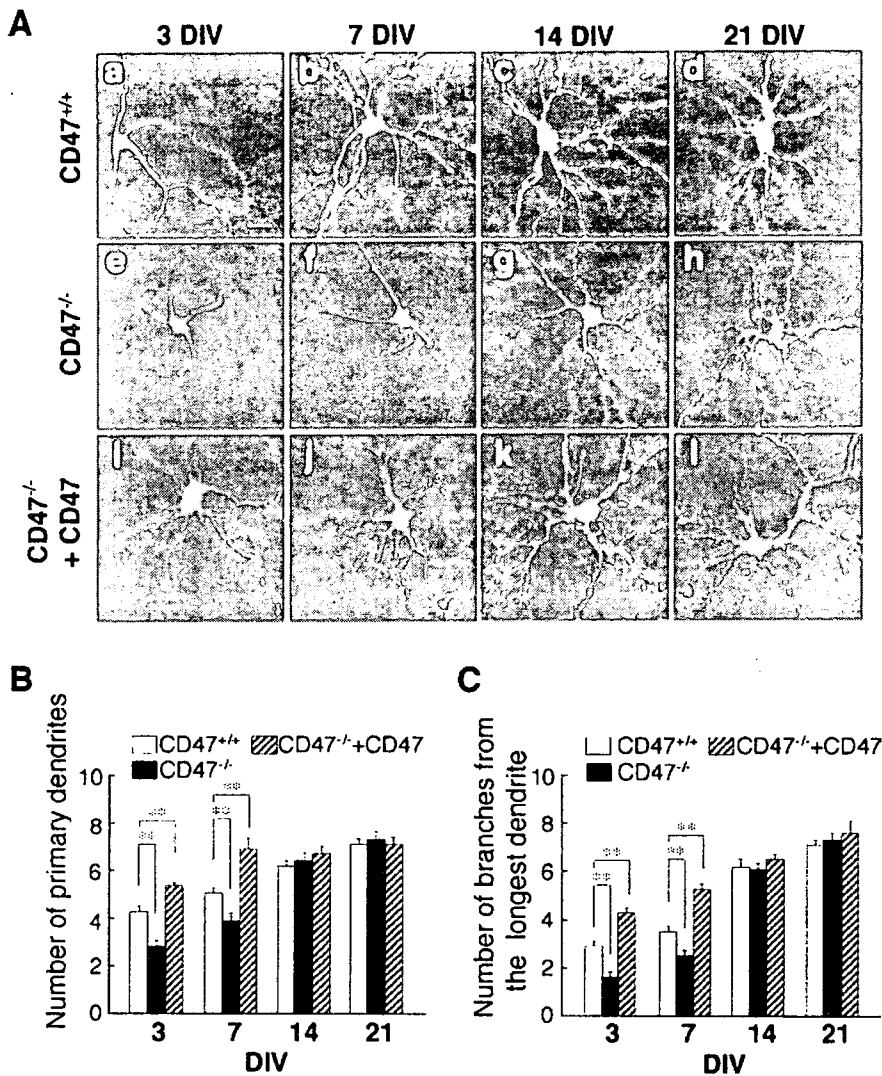 A
3 DIV 7 DIV 14 DIV 21 DIV
CD47+/+
a b c d
CD47-/-
e f g h
CD47-/- + CD47
i j k l
B
Number of primary dendrites
CD47+/+ CD47-/-+CD47
CD47-/-
10
8
6
4
2
0
** ** ** **
3 7 14 21
DIV
C
Number of branches from the longest dendrite
CD47+/+ CD47-/-+CD47
CD47-/-
10
8
6
4
2
0
** ** ** **
3 7 14 21
DIV